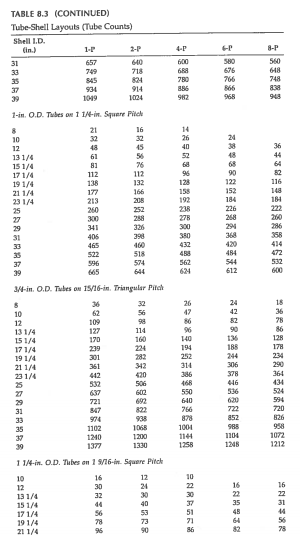 TABLE 8.3 (CONTINUED)
Tube-Shell Layouts (Tube Counts)
Shell I.D.
(in.) 1-P 2-P 4-P 6-P 8-P
31 657 640 600 580 560
33 749 718 688 676 648
35 845 824 780 766 748
37 934 914 886 866 838
39 1049 1024 982 968 948
1-in. O.D. Tubes on 1 1/4-in. Square Pitch
8 21 16 14
10 32 32 26 24
12 48 45 40 38 36
13 1/4 61 56 52 48 44
15 1/4 81 76 68 68 64
17 1/4 112 112 96 90 82
19 1/4 138 132 128 122 116
21 1/4 177 166 158 152 148
23 1/4 213 208 192 184 184
25 260 252 238 226 222
27 300 288 278 268 260
29 341 326 300 294 286
31 406 398 380 368 358
33 465 460 432 420 414
35 522 518 488 484 472
37 596 574 562 544 532
39 665 644 624 612 600
3/4-in. O.D. Tubes on 15/16-in. Triangular Pitch
8 36 32 26 24 18
10 62 56 47 42 36
12 109 98 86 82 78
13 1/4 127 114 96 90 86
15 1/4 170 160 140 136 128
17 1/4 239 224 194 188 178
19 1/4 301 282 252 244 234
21 1/4 361 342 314 306 290
23 1/4 442 420 386 378 364
25 532 506 468 446 434
27 637 602 550 536 524
29 721 692 640 620 594
31 847 822 766 722 720
33 974 938 878 852 826
35 1102 1068 1004 988 958
37 1240 1200 1144 1104 1072
39 1377 1330 1258 1248 1212
1 1/4-in. O.D. Tubes on 1 9/16-in. Square Pitch
10 16 12 10
12 30 24 22 16 16
13 1/4 32 30 30 22 22
15 1/4 44 40 37 35 31
17 1/4 56 53 51 48 44
19 1/4 78 73 71 64 56
21 1/4 96 90 86 82 78